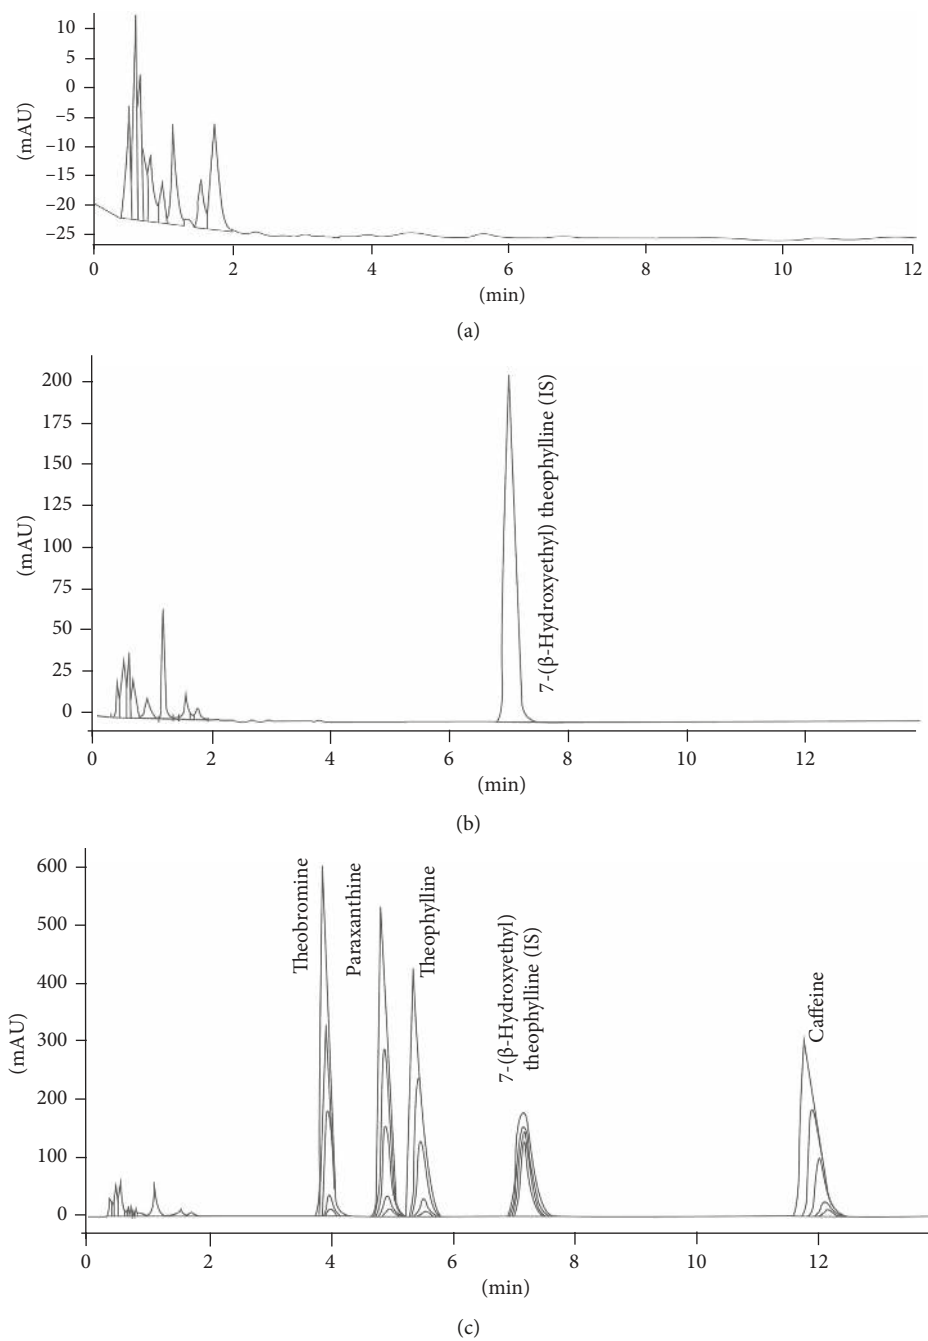 10
5
0
–5
–10
–15
–20
–25
(mAU)
0 2 4 6 8 10 12
(min)
(a)
200
175
150
125
100
75
50
25
0
(mAU)
7-(β-Hydroxyethyl) theophylline (IS)
0 2 4 6 8 10 12
(min)
(b)
600
500
400
300
200
100
0
(mAU)
Theobromine
Paraxanthine
Theophylline
7-(β-Hydroxyethyl)
theophylline (IS)
Caffeine
0 2 4 6 8 10 12
(min)
(c)